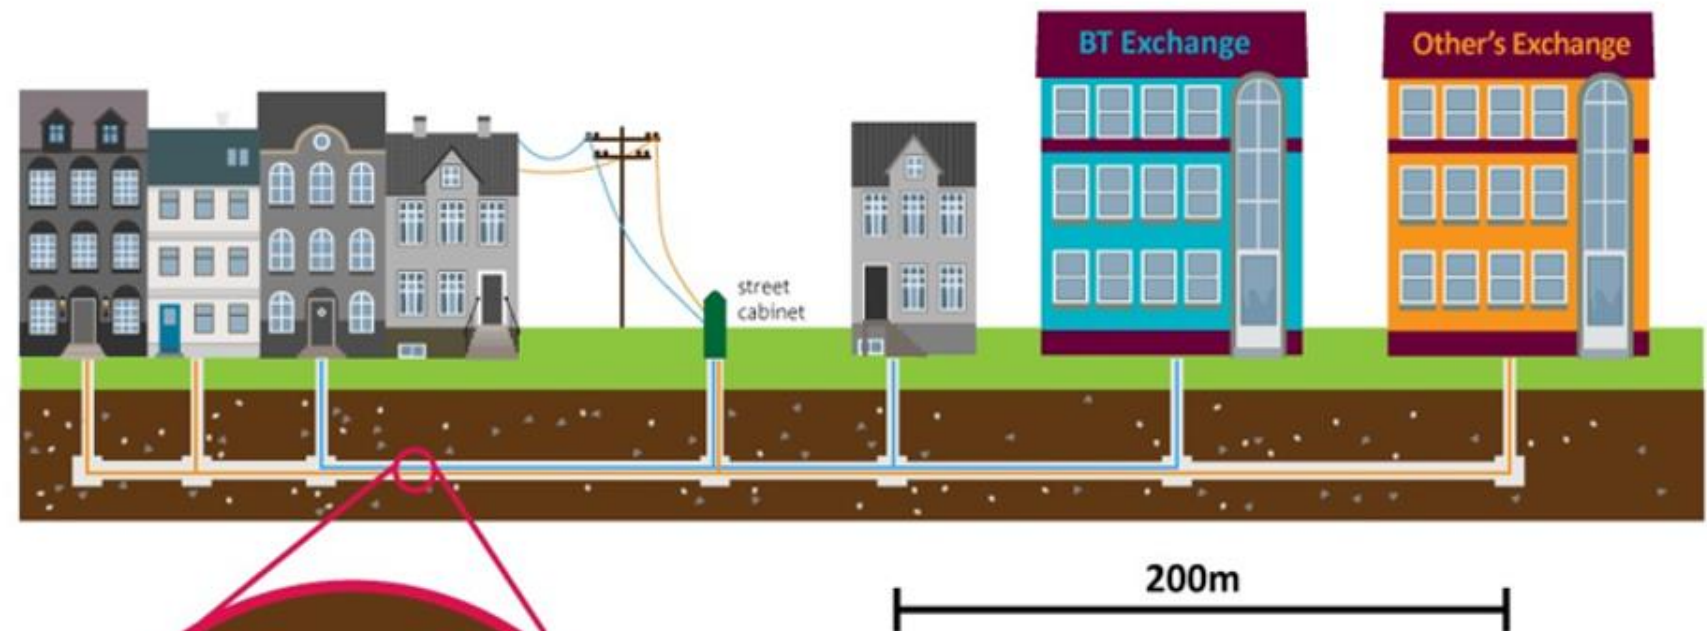 BT Exchange
Other's Exchange
street
cabinet
200m